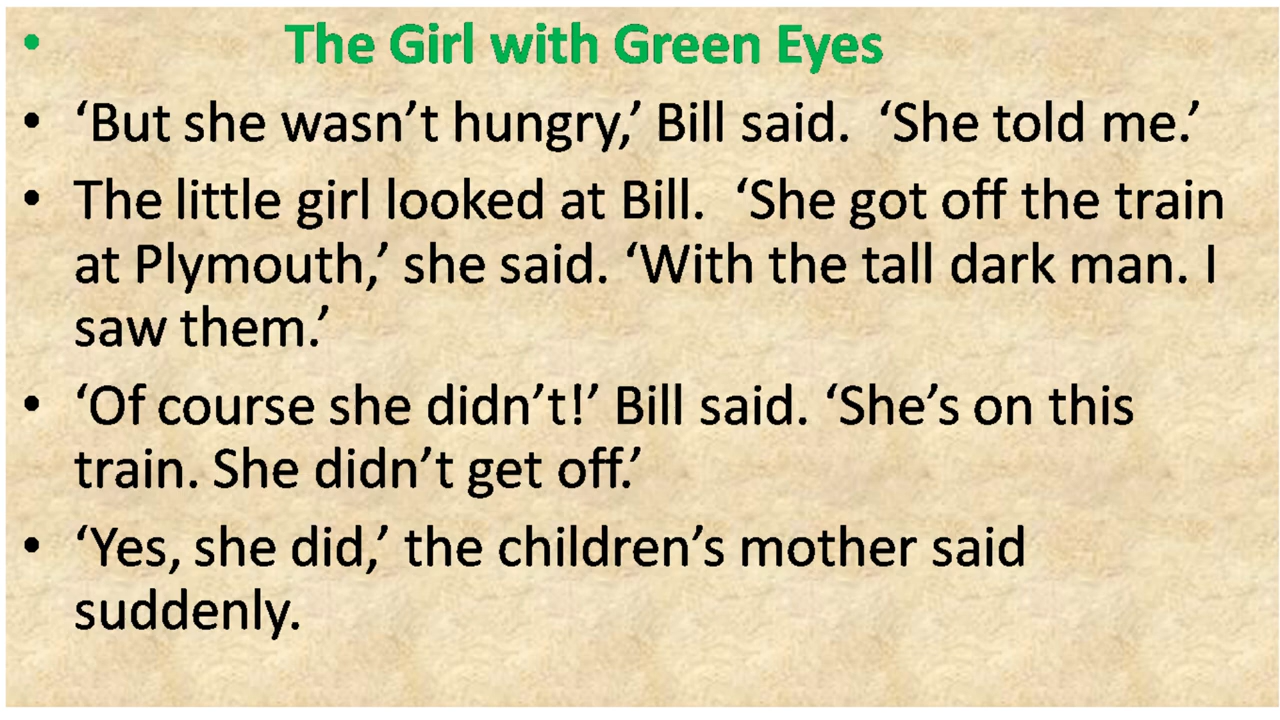 • The Girl with Green Eyes
• ‘But she wasn’t hungry,’ Bill said.  ‘She told me.’
• The little girl looked at Bill.  ‘She got off the train
at Plymouth,’ she said. ‘With the tall dark man. I
saw them.’
• ‘Of course she didn’t!’ Bill said. ‘She’s on this
train. She didn’t get off.’
• ‘Yes, she did,’ the children’s mother said
suddenly.